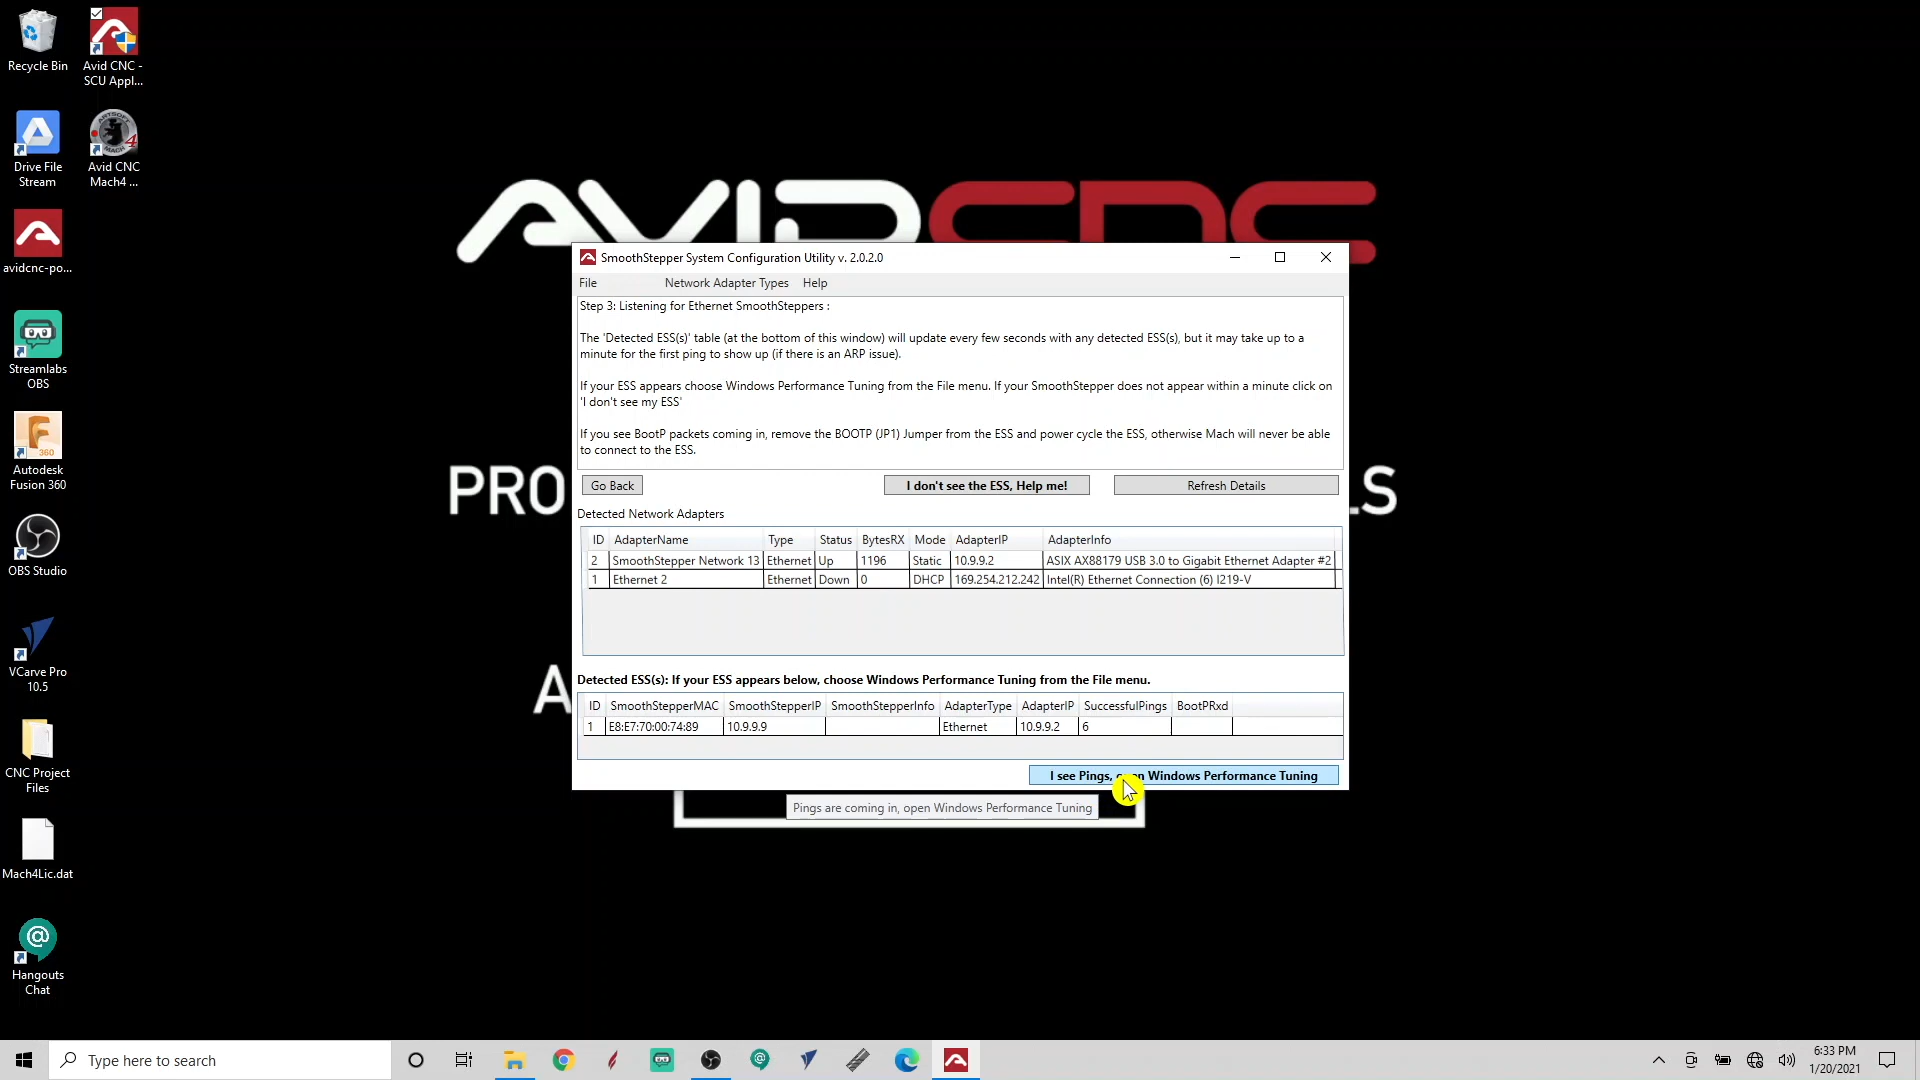 Recycle Bin
Avid CNC -
SCU Appl...
Drive File
Stream
Avid CNC
Mach4 ...
avidcnc-po...
Streamlabs
OBS
Autodesk
Fusion 360
OBS Studio
VCarve Pro
10.5
CNC Project
Files
Mach4Lic.dat
Hangouts
Chat
AVIDCNC
PRO
LS
A
SmoothStepper System Configuration Utility v. 2.0.2.0
File Network Adapter Types Help
Step 3: Listening for Ethernet SmoothSteppers :
The 'Detected ESS(s)' table (at the bottom of this window) will update every few seconds with any detected ESS(s), but it may take up to a
minute for the first ping to show up (if there is an ARP issue).
If your ESS appears choose Windows Performance Tuning from the File menu. If your SmoothStepper does not appear within a minute click on
'I don't see my ESS'
If you see BootP packets coming in, remove the BOOTP (JP1) Jumper from the ESS and power cycle the ESS, otherwise Mach will never be able
to connect to the ESS.
Go Back I don't see the ESS, Help me! Refresh Details
Detected Network Adapters
ID AdapterName Type Status BytesRX Mode AdapterIP AdapterInfo
2 SmoothStepper Network 13 Ethernet Up 1196 Static 10.9.9.2 ASIX AX88179 USB 3.0 to Gigabit Ethernet Adapter #2
1 Ethernet 2 Ethernet Down 0 DHCP 169.254.212.242 Intel(R) Ethernet Connection (6) I219-V
Detected ESS(s): If your ESS appears below, choose Windows Performance Tuning from the File menu.
ID SmoothStepperMAC SmoothStepperIP SmoothStepperInfo AdapterType AdapterIP SuccessfulPings BootPRxd
1 E8:E7:70:00:74:89 10.9.9.9 Ethernet 10.9.9.2 6
I see Pings, open Windows Performance Tuning
Pings are coming in, open Windows Performance Tuning
Type here to search
6:33 PM
1/20/2021